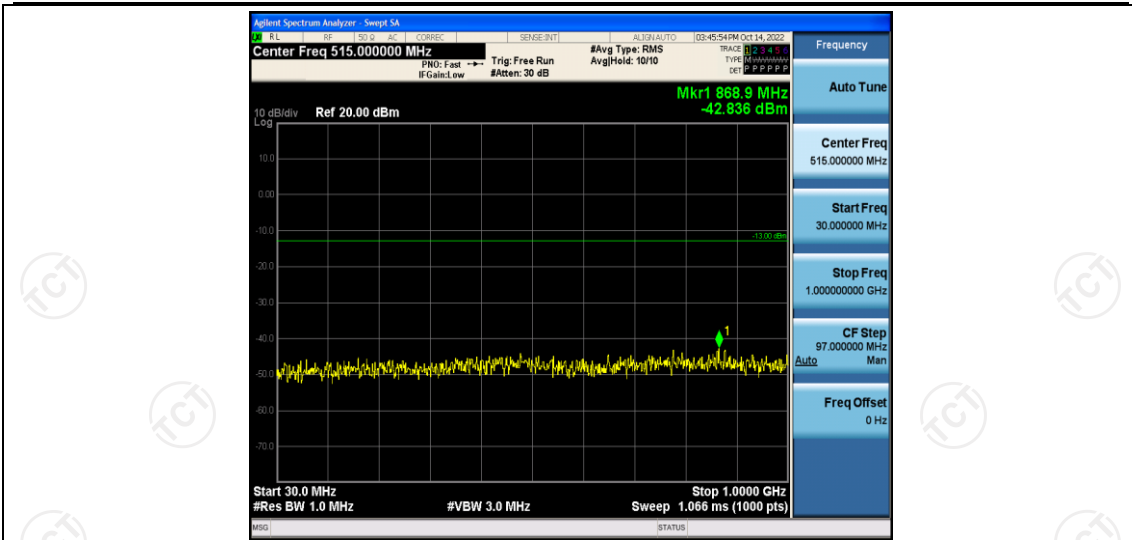 Agilent Spectrum Analyzer - Swept SA
LXI RL RF 50 Ω AC CORREC SENSE:INT ALIGNAUTO 03:45:54 PM Oct 14, 2022
Center Freq 515.000000 MHz
PNO: Fast
IFGain:Low
Trig: Free Run
#Atten: 30 dB
#Avg Type: RMS
Avg|Hold: 10/10
TRACE 1 2 3 4 5 6
TYPE M
DET P P P P P P
Mkr1 868.9 MHz
-42.836 dBm
10 dB/div Ref 20.00 dBm
Log
10.0
0.00
-10.0
-13.00 dBm
-20.0
-30.0
-40.0
1
-50.0
-60.0
-70.0
Start 30.0 MHz Stop 1.0000 GHz
#Res BW 1.0 MHz #VBW 3.0 MHz Sweep 1.066 ms (1000 pts)
MSG STATUS
Frequency
Auto Tune
Center Freq
515.000000 MHz
Start Freq
30.000000 MHz
Stop Freq
1.000000000 GHz
CF Step
97.000000 MHz
Auto Man
Freq Offset
0 Hz
TCT
TCT
TCT
TCT